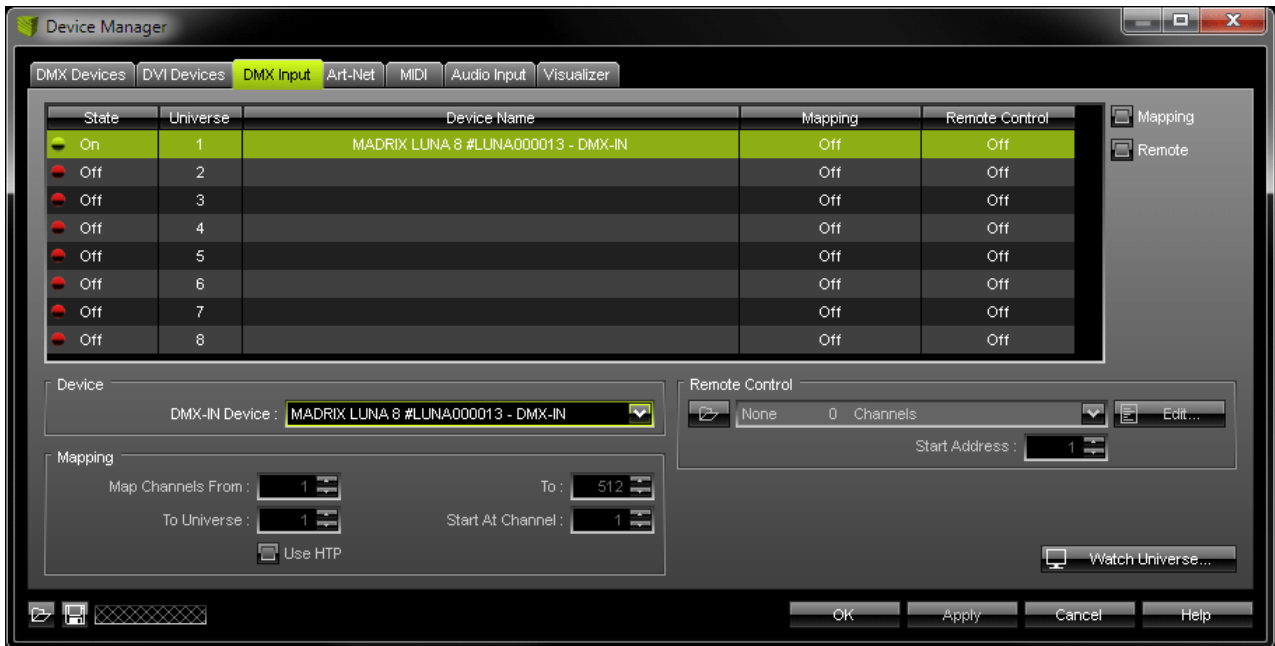 Device Manager
DMX Devices DVI Devices DMX Input Art-Net MIDI Audio Input Visualizer
State Universe Device Name Mapping Remote Control
On 1 MADRIX LUNA 8 #LUNA000013 - DMX-IN Off Off
Off 2 Off Off
Off 3 Off Off
Off 4 Off Off
Off 5 Off Off
Off 6 Off Off
Off 7 Off Off
Off 8 Off Off
Mapping
Remote
Device
DMX-IN Device : MADRIX LUNA 8 #LUNA000013 - DMX-IN
Mapping
Map Channels From : 1 To : 512
To Universe : 1 Start At Channel : 1
Use HTP
Remote Control
None 0 Channels Edit...
Start Address : 1
Watch Universe...
OK Apply Cancel Help